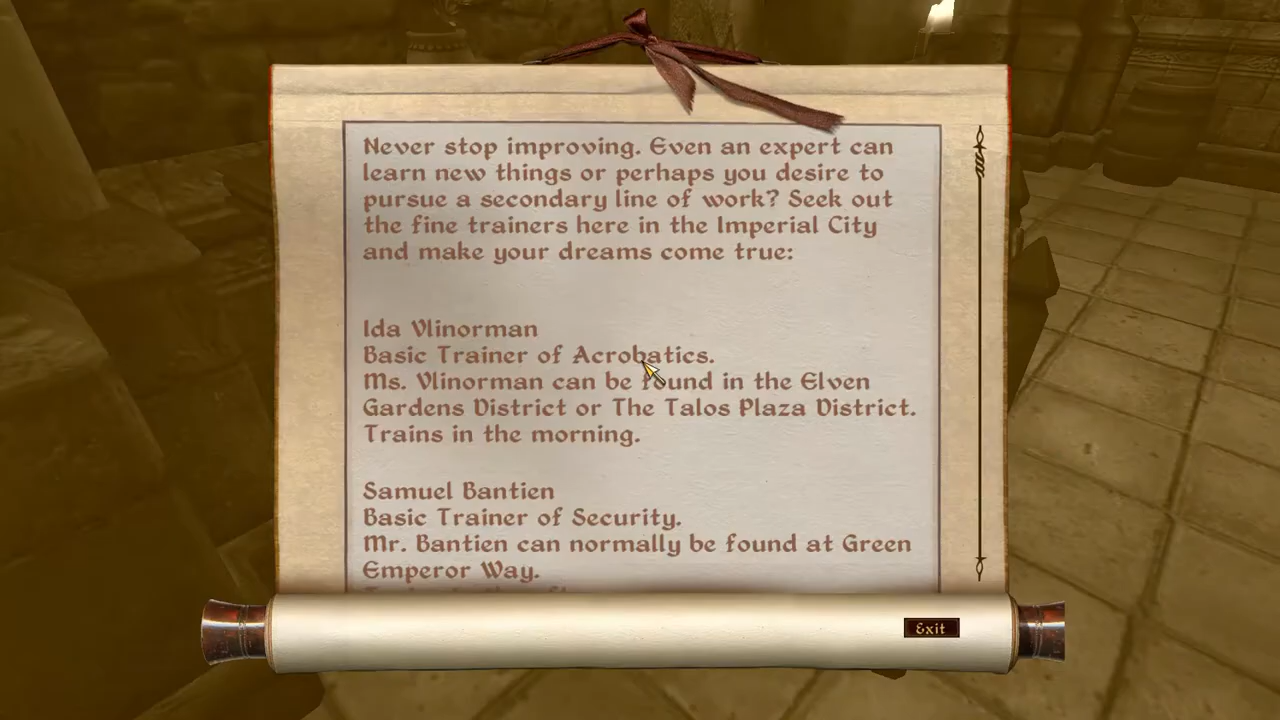 Never stop improving. Even an expert can
learn new things or perhaps you desire to
pursue a secondary line of work? Seek out
the fine trainers here in the Imperial City
and make your dreams come true:
Ida Vlinorman
Basic Trainer of Acrobatics.
Ms. Vlinorman can be found in the Elven
Gardens District or The Talos Plaza District.
Trains in the morning.
Samuel Bantien
Basic Trainer of Security.
Mr. Bantien can normally be found at Green
Emperor Way.
Exit